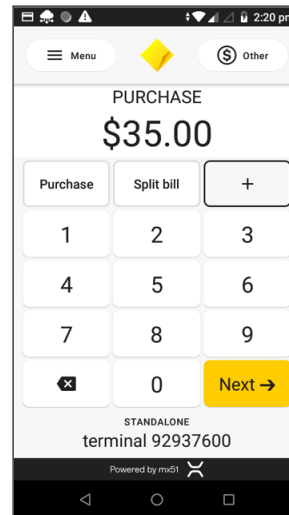 2:20 pm
Menu
Other
PURCHASE
$35.00
Purchase Split bill +
1 2 3
4 5 6
7 8 9
0 Next →
STANDALONE
terminal 92937600
Powered by mx51